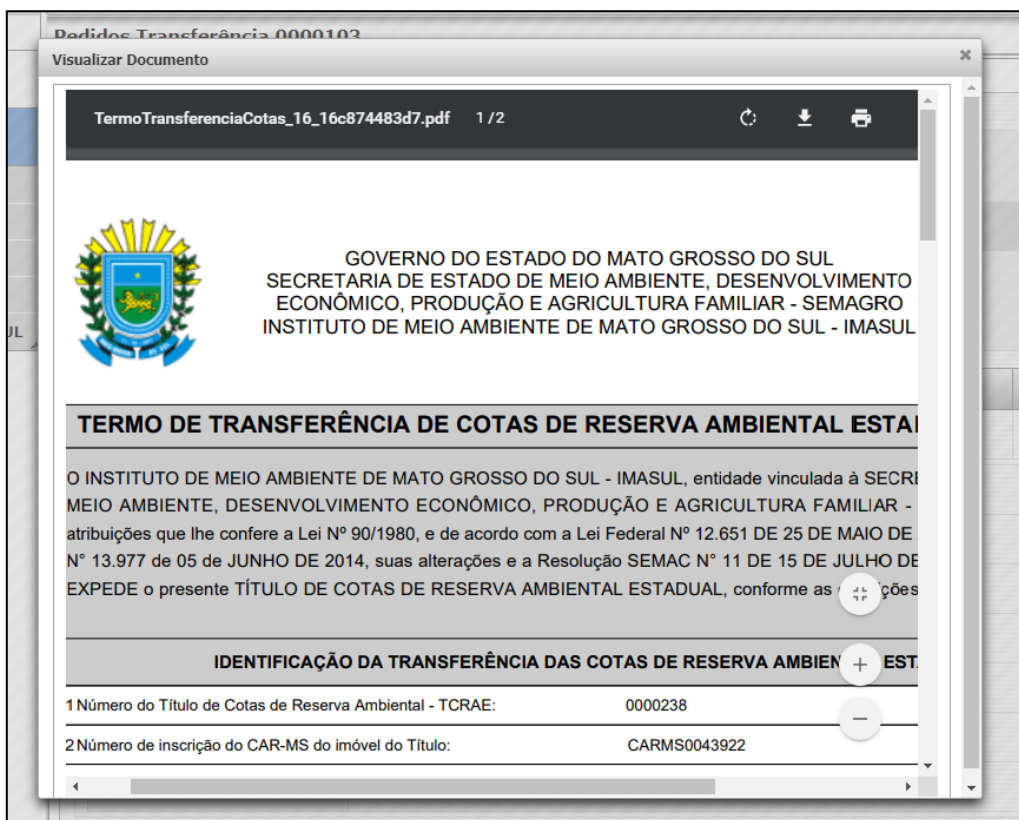 Pedidos Transferência 0000103
Visualizar Documento
TermoTransferenciaCotas_16_16c874483d7.pdf 1 / 2
GOVERNO DO ESTADO DO MATO GROSSO DO SUL
SECRETARIA DE ESTADO DE MEIO AMBIENTE, DESENVOLVIMENTO
ECONÔMICO, PRODUÇÃO E AGRICULTURA FAMILIAR - SEMAGRO
INSTITUTO DE MEIO AMBIENTE DE MATO GROSSO DO SUL - IMASUL
TERMO DE TRANSFERÊNCIA DE COTAS DE RESERVA AMBIENTAL ESTA
O INSTITUTO DE MEIO AMBIENTE DE MATO GROSSO DO SUL - IMASUL, entidade vinculada à SECRE
MEIO AMBIENTE, DESENVOLVIMENTO ECONÔMICO, PRODUÇÃO E AGRICULTURA FAMILIAR -
atribuições que lhe confere a Lei Nº 90/1980, e de acordo com a Lei Federal Nº 12.651 DE 25 DE MAIO DE
N° 13.977 de 05 de JUNHO DE 2014, suas alterações e a Resolução SEMAC N° 11 DE 15 DE JULHO DE
EXPEDE o presente TÍTULO DE COTAS DE RESERVA AMBIENTAL ESTADUAL, conforme as ções
IDENTIFICAÇÃO DA TRANSFERÊNCIA DAS COTAS DE RESERVA AMBIEN EST
1 Número do Título de Cotas de Reserva Ambiental - TCRAE: 0000238
2 Número de inscrição do CAR-MS do imóvel do Título: CARMS0043922